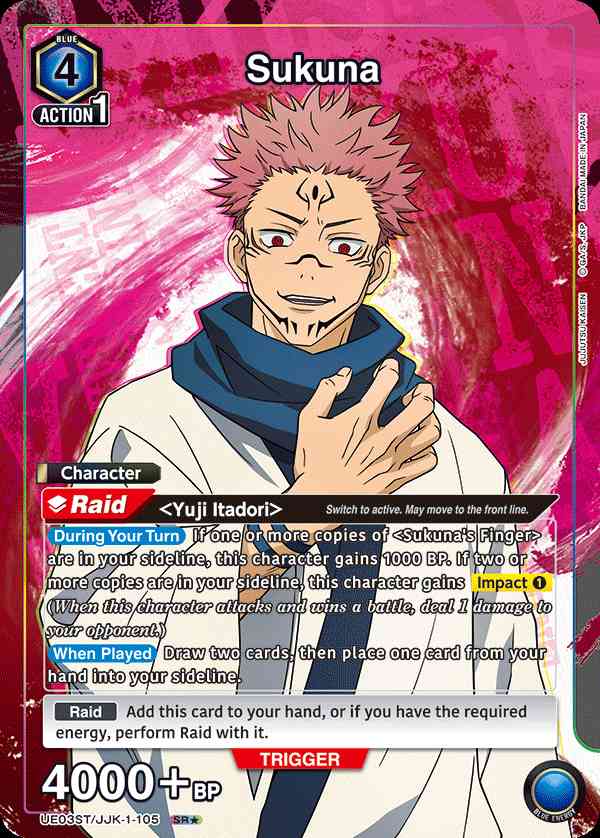 BLUE
4
ACTION 1
Sukuna
JUJUTSU KAISEN © GA/S, JKP BANDAI MADE IN JAPAN
Character
Raid <Yuji Itadori> Switch to active. May move to the front line.
During Your Turn If one or more copies of <Sukuna's Finger>
are in your sideline, this character gains 1000 BP. If two or
more copies are in your sideline, this character gains Impact 1
(When this character attacks and wins a battle, deal 1 damage to
your opponent.)
When Played Draw two cards, then place one card from your
hand into your sideline.
Raid Add this card to your hand, or if you have the required
energy, perform Raid with it.
TRIGGER
4000+BP
UE03ST/JJK-1-105 SR★
BLUE ENERGY